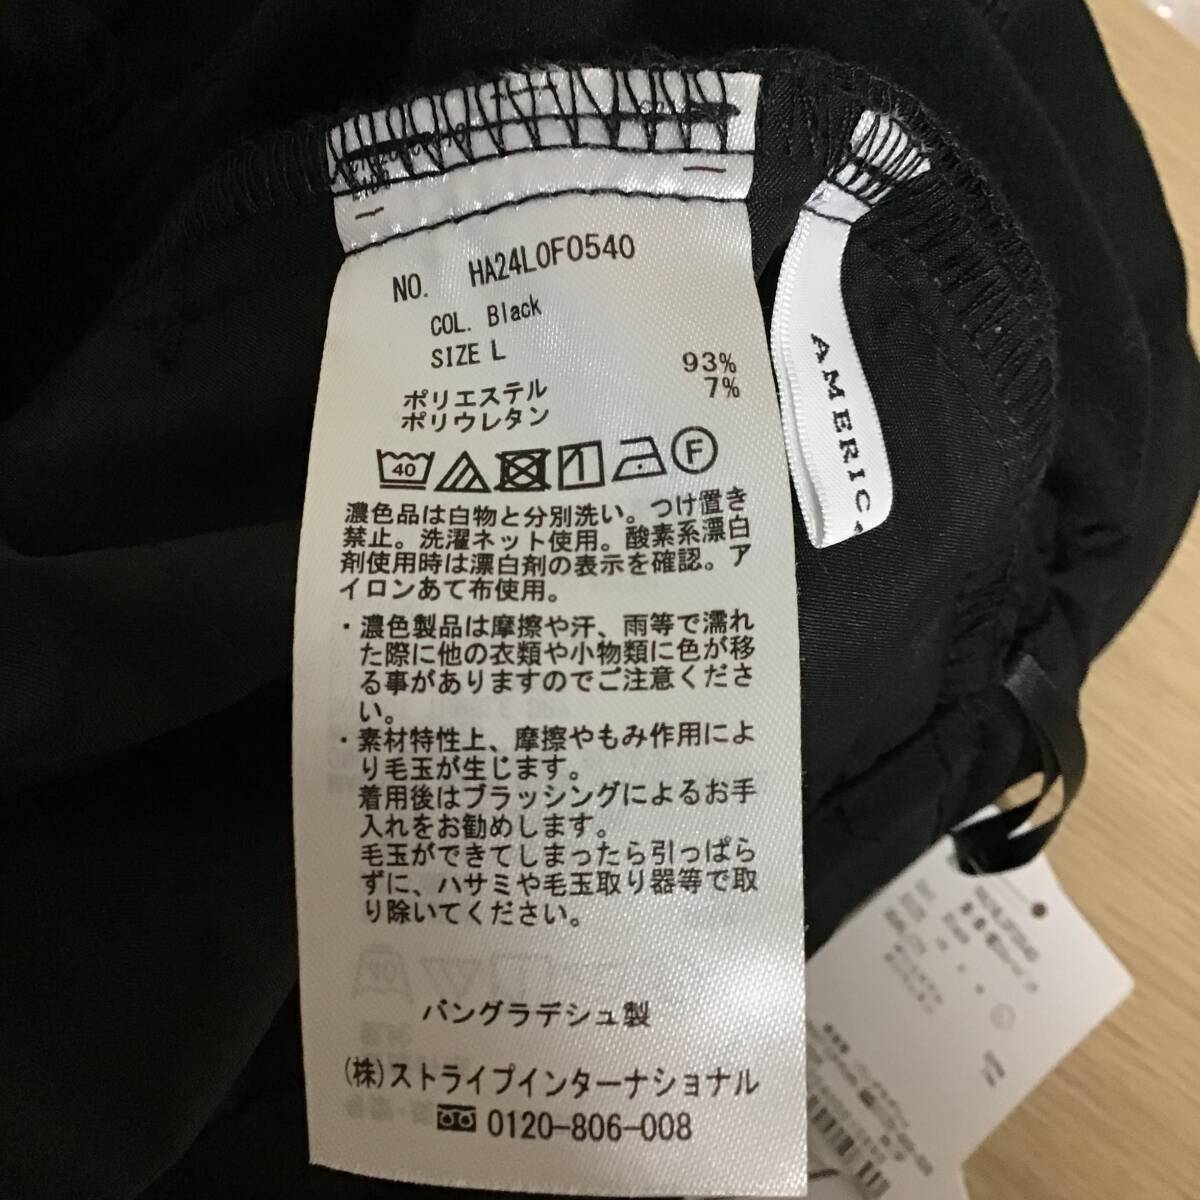 NO. HA24L0F0540
COL. Black
SIZE L
ポリエステル 93%
ポリウレタン 7%
40 F
濃色品は白物と分別洗い。つけ置き
禁止。洗濯ネット使用。酸素系漂白
剤使用時は漂白剤の表示を確認。ア
イロンあて布使用。
・濃色製品は摩擦や汗、雨等で濡れ
た際に他の衣類や小物類に色が移
る事がありますのでご注意くださ
い。
・素材特性上、摩擦やもみ作用によ
り毛玉が生じます。
着用後はブラッシングによるお手
入れをお勧めします。
毛玉ができてしまったら引っぱら
ずに、ハサミや毛玉取り器等で取
り除いてください。
バングラデシュ製
(株)ストライプインターナショナル
0120-806-008
AMERIC